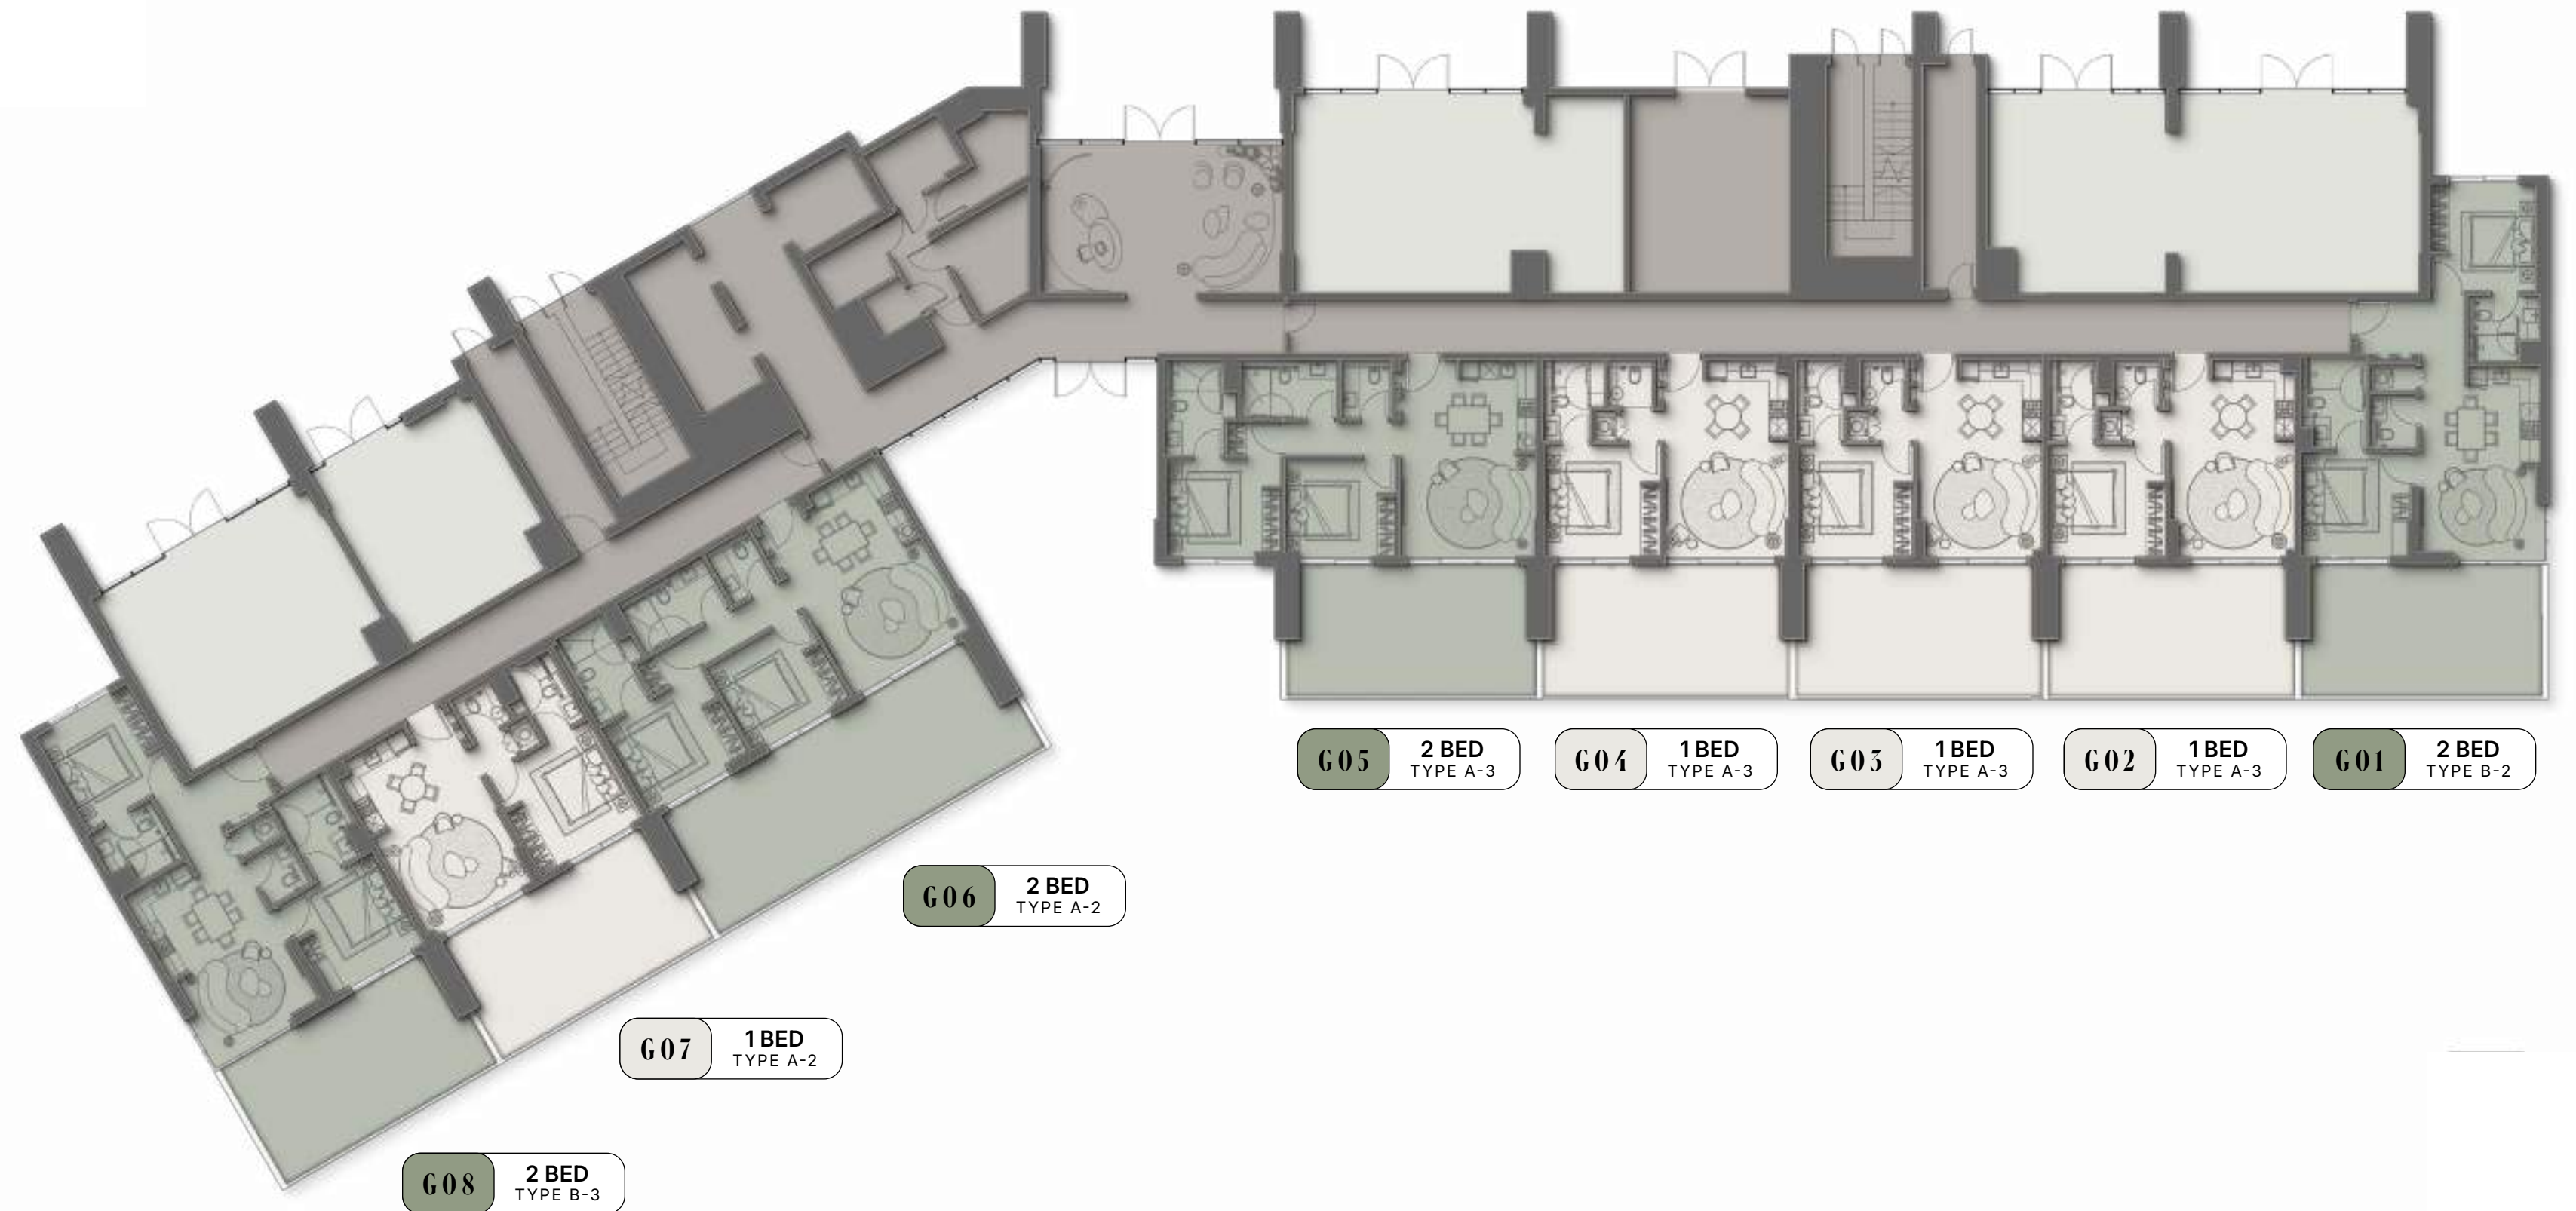 G05
2 BED
TYPE A-3
G04
1 BED
TYPE A-3
G03
1 BED
TYPE A-3
G02
1 BED
TYPE A-3
G01
2 BED
TYPE B-2
G06
2 BED
TYPE A-2
G07
1 BED
TYPE A-2
G08
2 BED
TYPE B-3